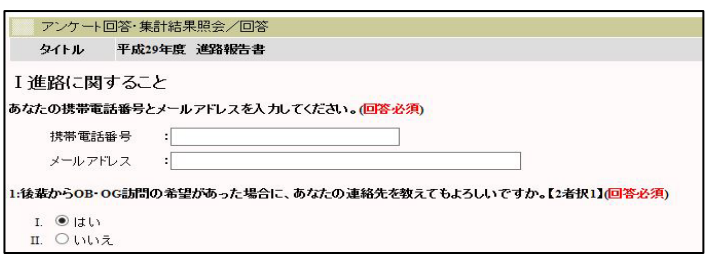 アンケート回答・集計結果照会／回答
タイトル 平成29年度 進路報告書
Ⅰ進路に関すること
あなたの携帯電話番号とメールアドレスを入力してください。(回答必須)
携帯電話番号 :
メールアドレス :
1:後輩からOB・OG訪問の希望があった場合に、あなたの連絡先を教えてもよろしいですか。【2者択1】(回答必須)
I. はい
II. いいえ